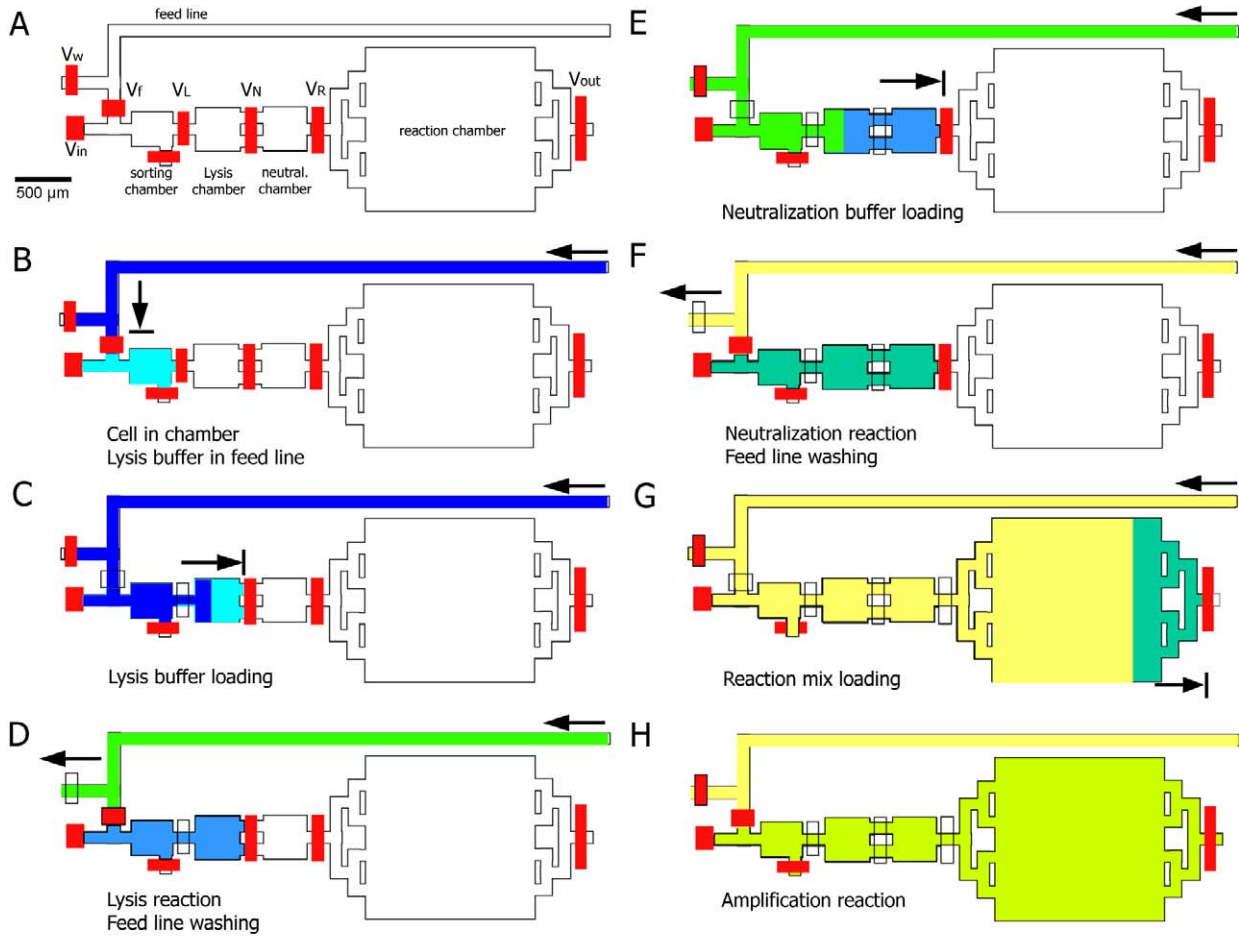 A
feed line
Vw
Vf
VL
VN
VR
Vout
Vin
reaction chamber
500 µm
sorting
chamber
Lysis
chamber
neutral.
chamber
B
Cell in chamber
Lysis buffer in feed line
C
Lysis buffer loading
D
Lysis reaction
Feed line washing
E
Neutralization buffer loading
F
Neutralization reaction
Feed line washing
G
Reaction mix loading
H
Amplification reaction